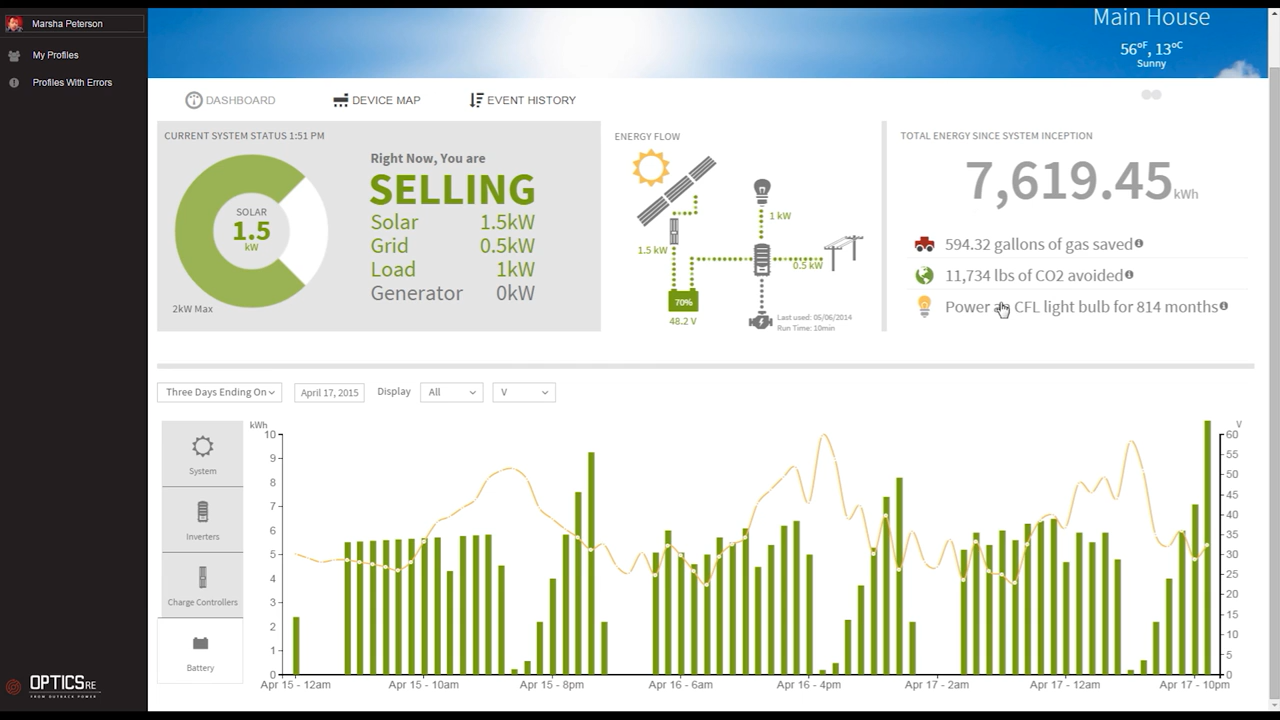 Marsha Peterson
My Profiles
Profiles With Errors
Main House
56°F, 13°C
Sunny
DASHBOARD
DEVICE MAP
EVENT HISTORY
CURRENT SYSTEM STATUS 1:51 PM
SOLAR
1.5
kW
2kW Max
Right Now, You are
SELLING
Solar 1.5kW
Grid 0.5kW
Load 1kW
Generator 0kW
ENERGY FLOW
1 kW
1.5 kW
0.5 kW
70%
48.2 V
Last used: 05/06/2014
Run Time: 10min
TOTAL ENERGY SINCE SYSTEM INCEPTION
7,619.45 kWh
594.32 gallons of gas saved
11,734 lbs of CO2 avoided
Power a CFL light bulb for 814 months
Three Days Ending On
April 17, 2015
Display
All
V
System
Inverters
Charge Controllers
Battery
kWh
10
9
8
7
6
5
4
3
2
1
0
V
60
55
50
45
40
35
30
25
20
15
10
5
0
Apr 15 - 12am
Apr 15 - 10am
Apr 15 - 8pm
Apr 16 - 6am
Apr 16 - 4pm
Apr 17 - 2am
Apr 17 - 12am
Apr 17 - 10pm
OPTICS RE
FROM OUTBACK POWER